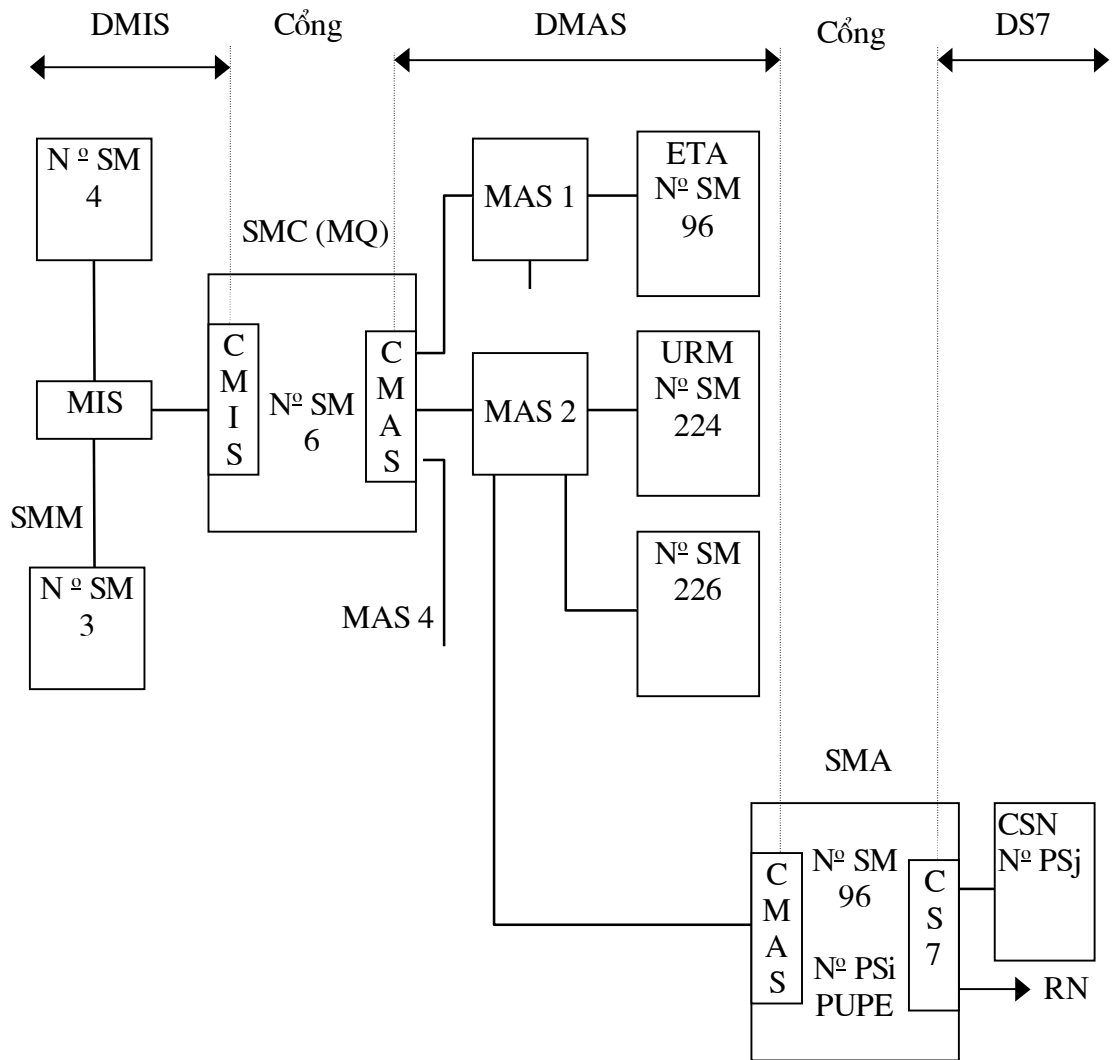 DMIS Cổng DMAS Cổng DS7
N º SM
4
SMC (MQ)
MAS 1
ETA
Nº SM
96
MIS
C
M
I
S
Nº SM
6
C
M
A
S
MAS 2
URM
Nº SM
224
SMM
N º SM
3
MAS 4
Nº SM
226
SMA
C
M
A
S
Nº SM
96
Nº PSi
PUPE
C
S
7
CSN
Nº PSj
RN